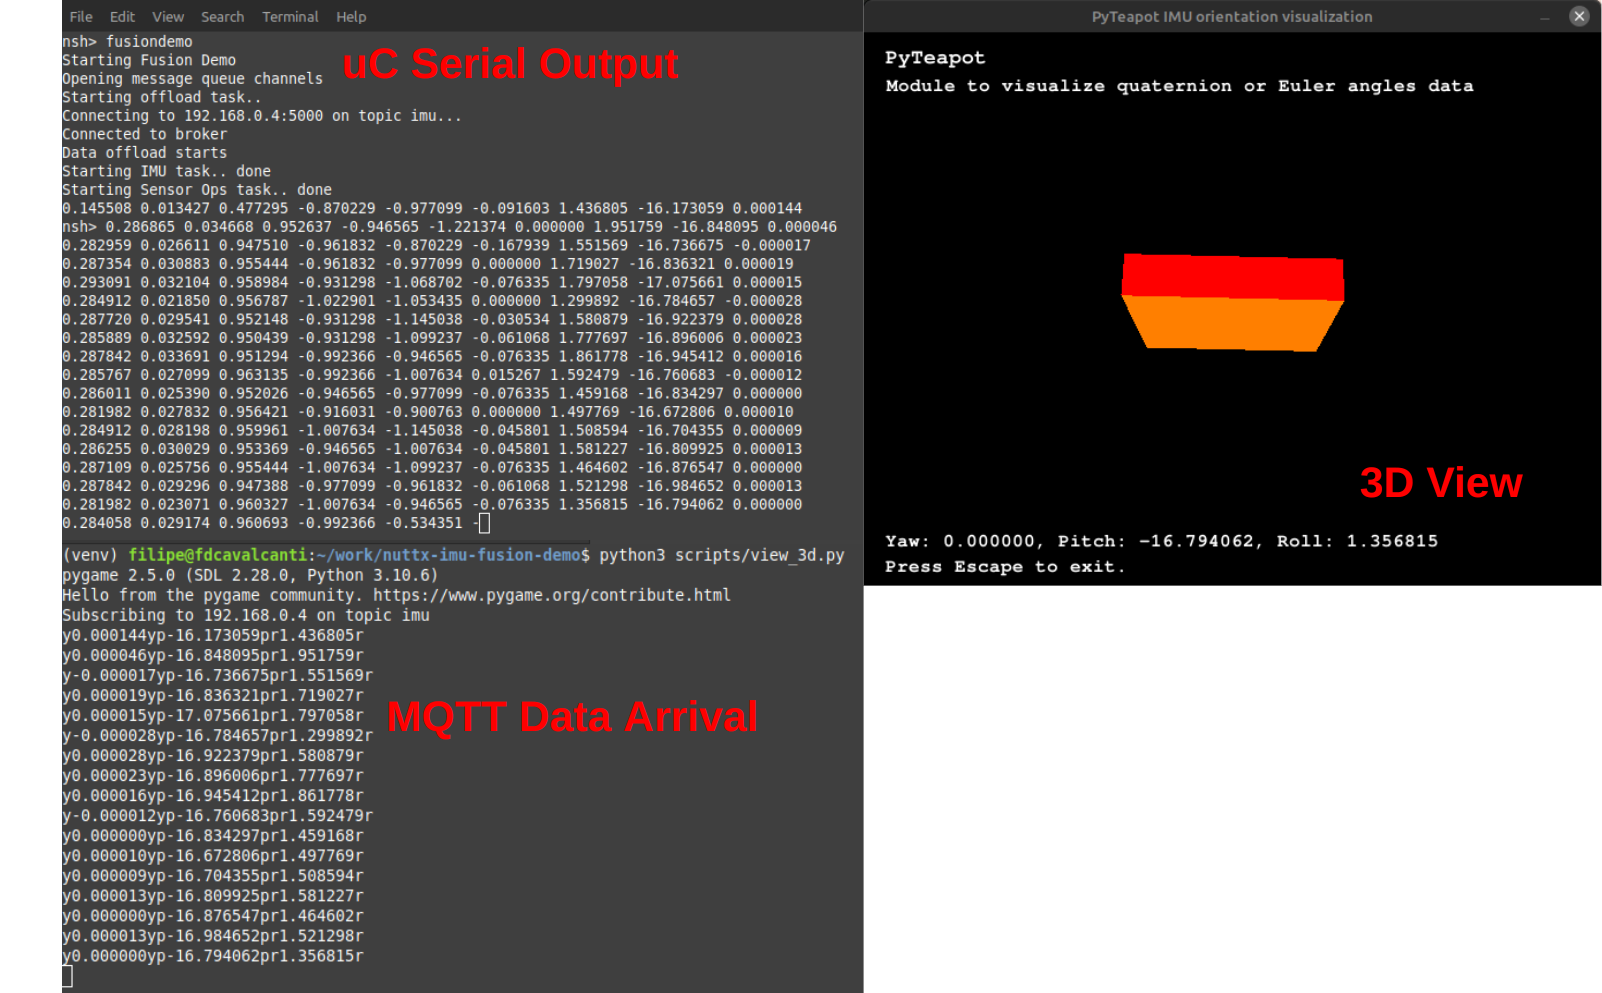 File Edit View Search Terminal Help
nsh> fusiondemo
Starting Fusion Demo
Opening message queue channels
Starting offload task..
Connecting to 192.168.0.4:5000 on topic imu...
Connected to broker
Data offload starts
Starting IMU task.. done
Starting Sensor Ops task.. done
0.145508 0.013427 0.477295 -0.870229 -0.977099 -0.091603 1.436805 -16.173059 0.000144
nsh> 0.286865 0.034668 0.952637 -0.946565 -1.221374 0.000000 1.951759 -16.848095 0.000046
0.282959 0.026611 0.947510 -0.961832 -0.870229 -0.167939 1.551569 -16.736675 -0.000017
0.287354 0.030883 0.955444 -0.961832 -0.977099 0.000000 1.719027 -16.836321 0.000019
0.293091 0.032104 0.958984 -0.931298 -1.068702 -0.076335 1.797058 -17.075661 0.000015
0.284912 0.021850 0.956787 -1.022901 -1.053435 0.000000 1.299892 -16.784657 -0.000028
0.287720 0.029541 0.952148 -0.931298 -1.145038 -0.030534 1.580879 -16.922379 0.000028
0.285889 0.032592 0.950439 -0.931298 -1.099237 -0.061068 1.777697 -16.896006 0.000023
0.287842 0.033691 0.951294 -0.992366 -0.946565 -0.076335 1.861778 -16.945412 0.000016
0.285767 0.027099 0.963135 -0.992366 -1.007634 0.015267 1.592479 -16.760683 -0.000012
0.286011 0.025390 0.952026 -0.946565 -0.977099 -0.076335 1.459168 -16.834297 0.000000
0.281982 0.027832 0.956421 -0.916031 -0.900763 0.000000 1.497769 -16.672806 0.000010
0.284912 0.028198 0.959961 -1.007634 -1.145038 -0.045801 1.508594 -16.704355 0.000009
0.286255 0.030029 0.953369 -0.946565 -1.007634 -0.045801 1.581227 -16.809925 0.000013
0.287109 0.025756 0.955444 -1.007634 -1.099237 -0.076335 1.464602 -16.876547 0.000000
0.287842 0.029296 0.947388 -0.977099 -0.961832 -0.061068 1.521298 -16.984652 0.000013
0.281982 0.023071 0.960327 -1.007634 -0.946565 -0.076335 1.356815 -16.794062 0.000000
0.284058 0.029174 0.960693 -0.992366 -0.534351 -
uC Serial Output
(venv) filipe@fdcavalcanti:~/work/nuttx-imu-fusion-demo$ python3 scripts/view_3d.py
pygame 2.5.0 (SDL 2.28.0, Python 3.10.6)
Hello from the pygame community. https://www.pygame.org/contribute.html
Subscribing to 192.168.0.4 on topic imu
y0.000144yp-16.173059pr1.436805r
y0.000046yp-16.848095pr1.951759r
y-0.000017yp-16.736675pr1.551569r
y0.000019yp-16.836321pr1.719027r
y0.000015yp-17.075661pr1.797058r
y-0.000028yp-16.784657pr1.299892r
y0.000028yp-16.922379pr1.580879r
y0.000023yp-16.896006pr1.777697r
y0.000016yp-16.945412pr1.861778r
y-0.000012yp-16.760683pr1.592479r
y0.000000yp-16.834297pr1.459168r
y0.000010yp-16.672806pr1.497769r
y0.000009yp-16.704355pr1.508594r
y0.000013yp-16.809925pr1.581227r
y0.000000yp-16.876547pr1.464602r
y0.000013yp-16.984652pr1.521298r
y0.000000yp-16.794062pr1.356815r
MQTT Data Arrival
PyTeapot IMU orientation visualization
PyTeapot
Module to visualize quaternion or Euler angles data
3D View
Yaw: 0.000000, Pitch: -16.794062, Roll: 1.356815
Press Escape to exit.